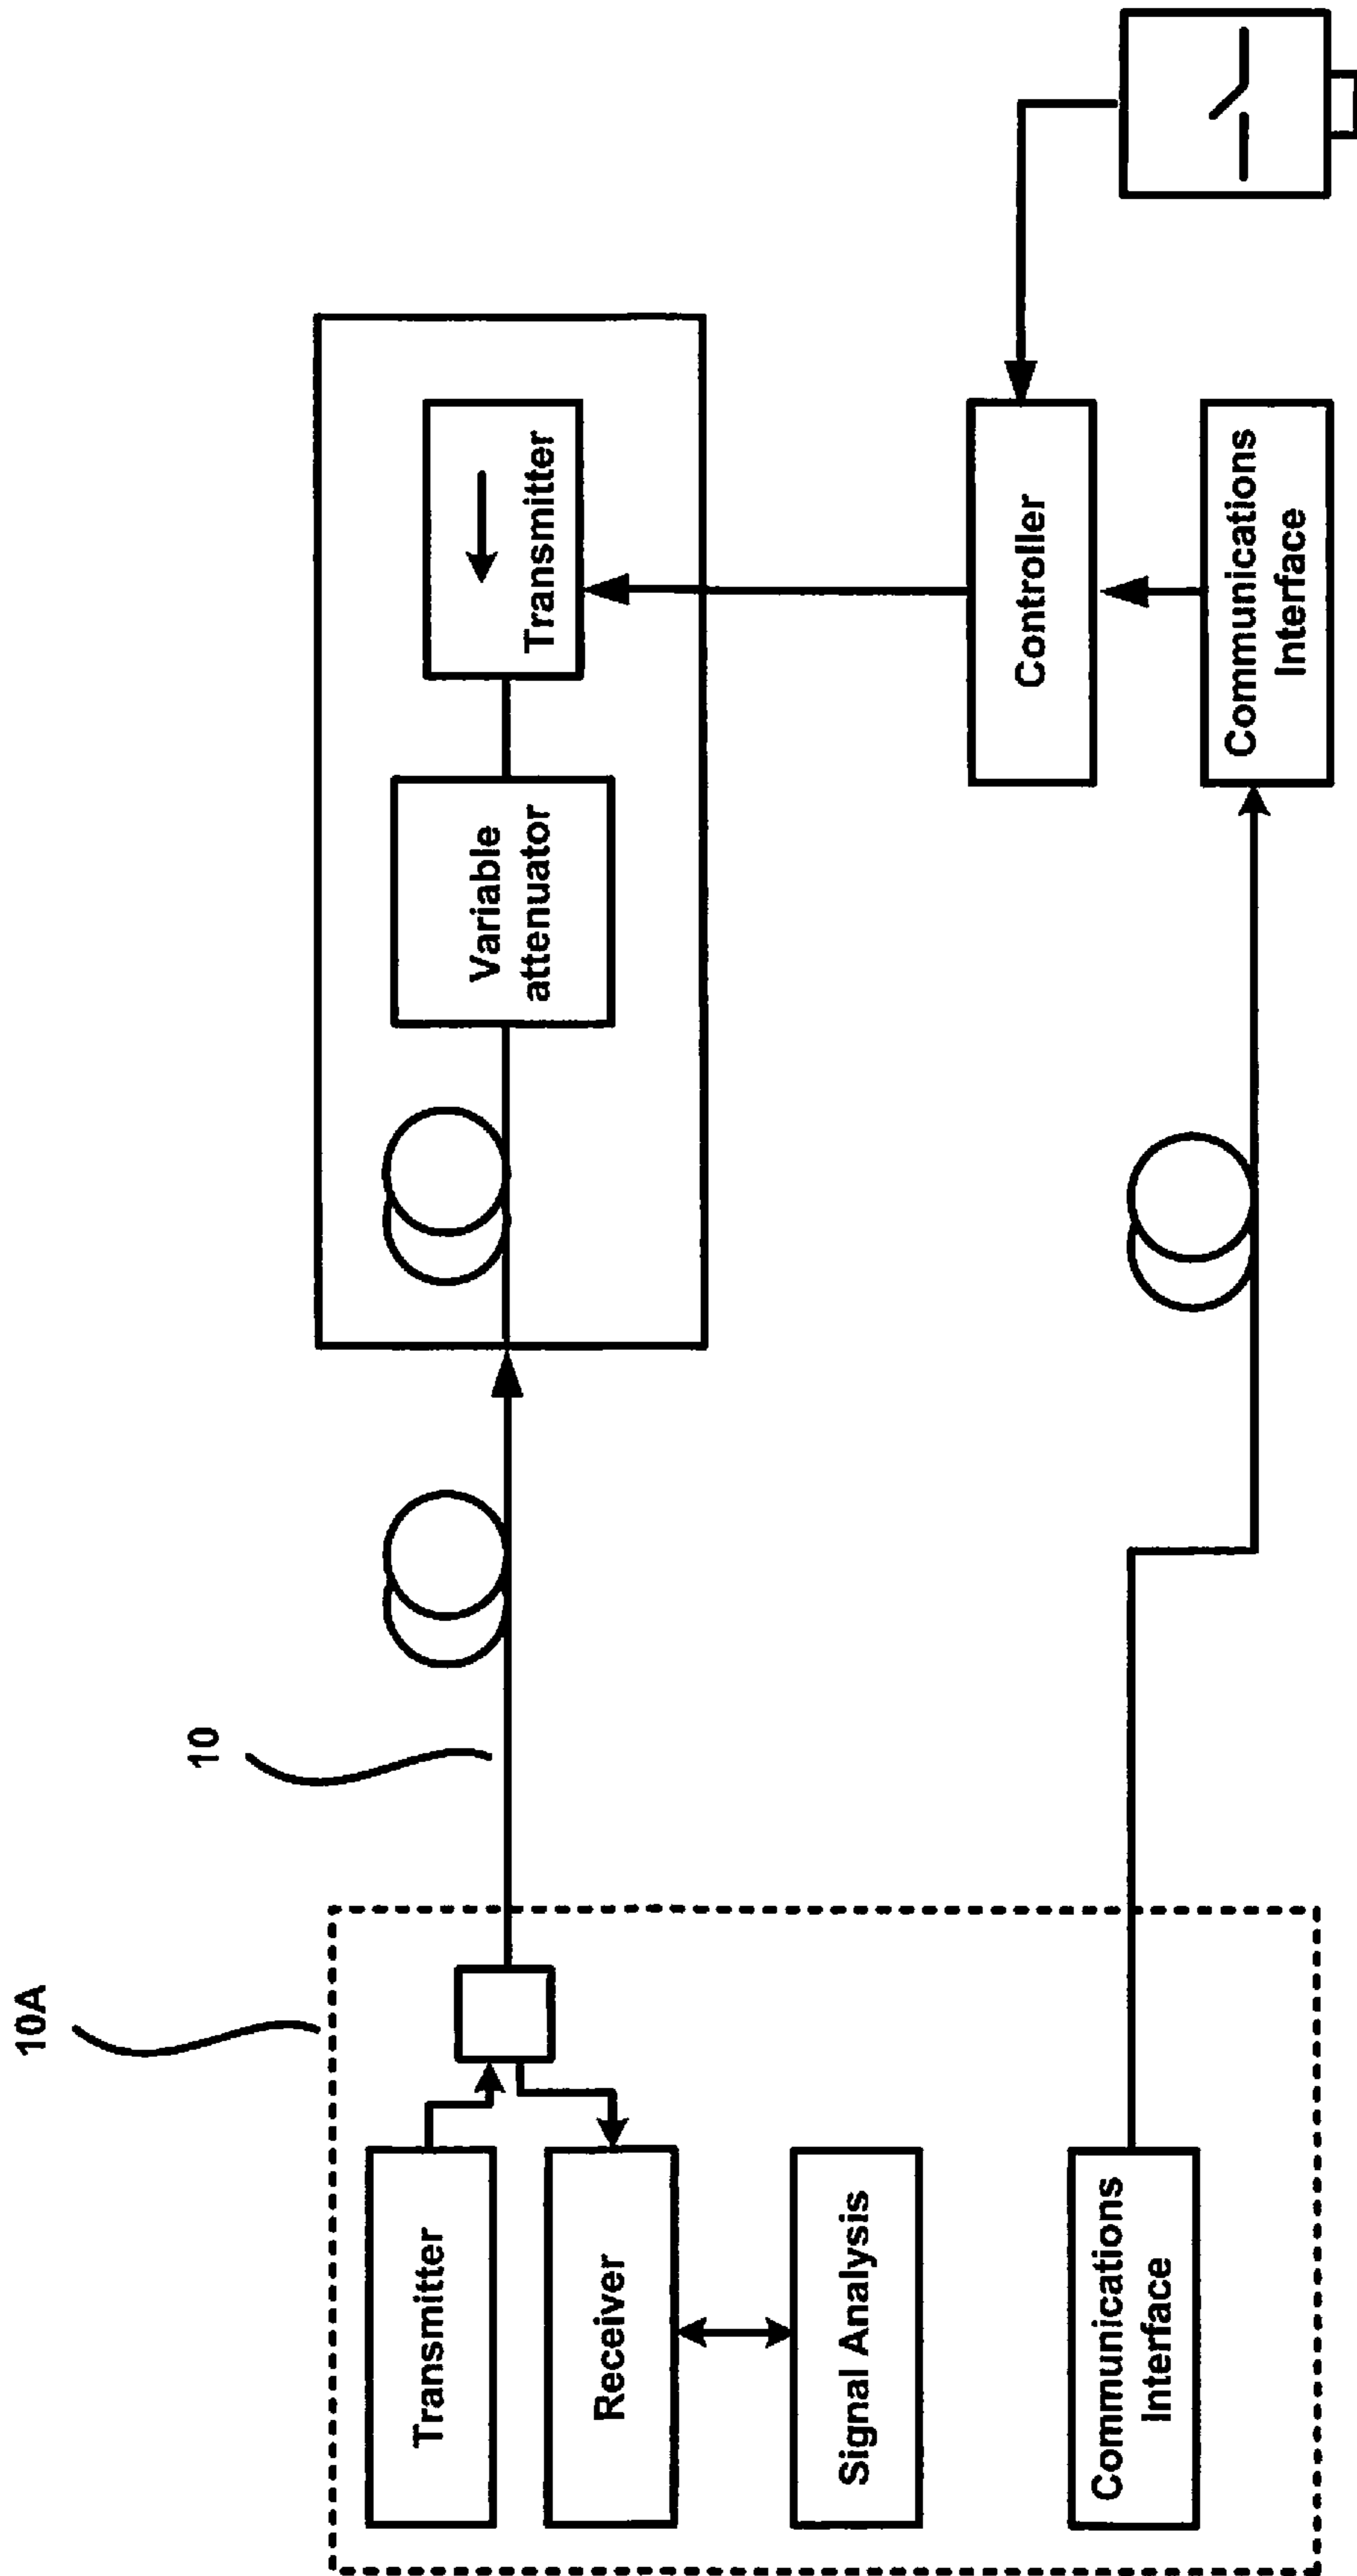 10A
10
Transmitter
Receiver
Signal Analysis
Communications
Interface
Variable
attenuator
Transmitter
Controller
Communications
Interface